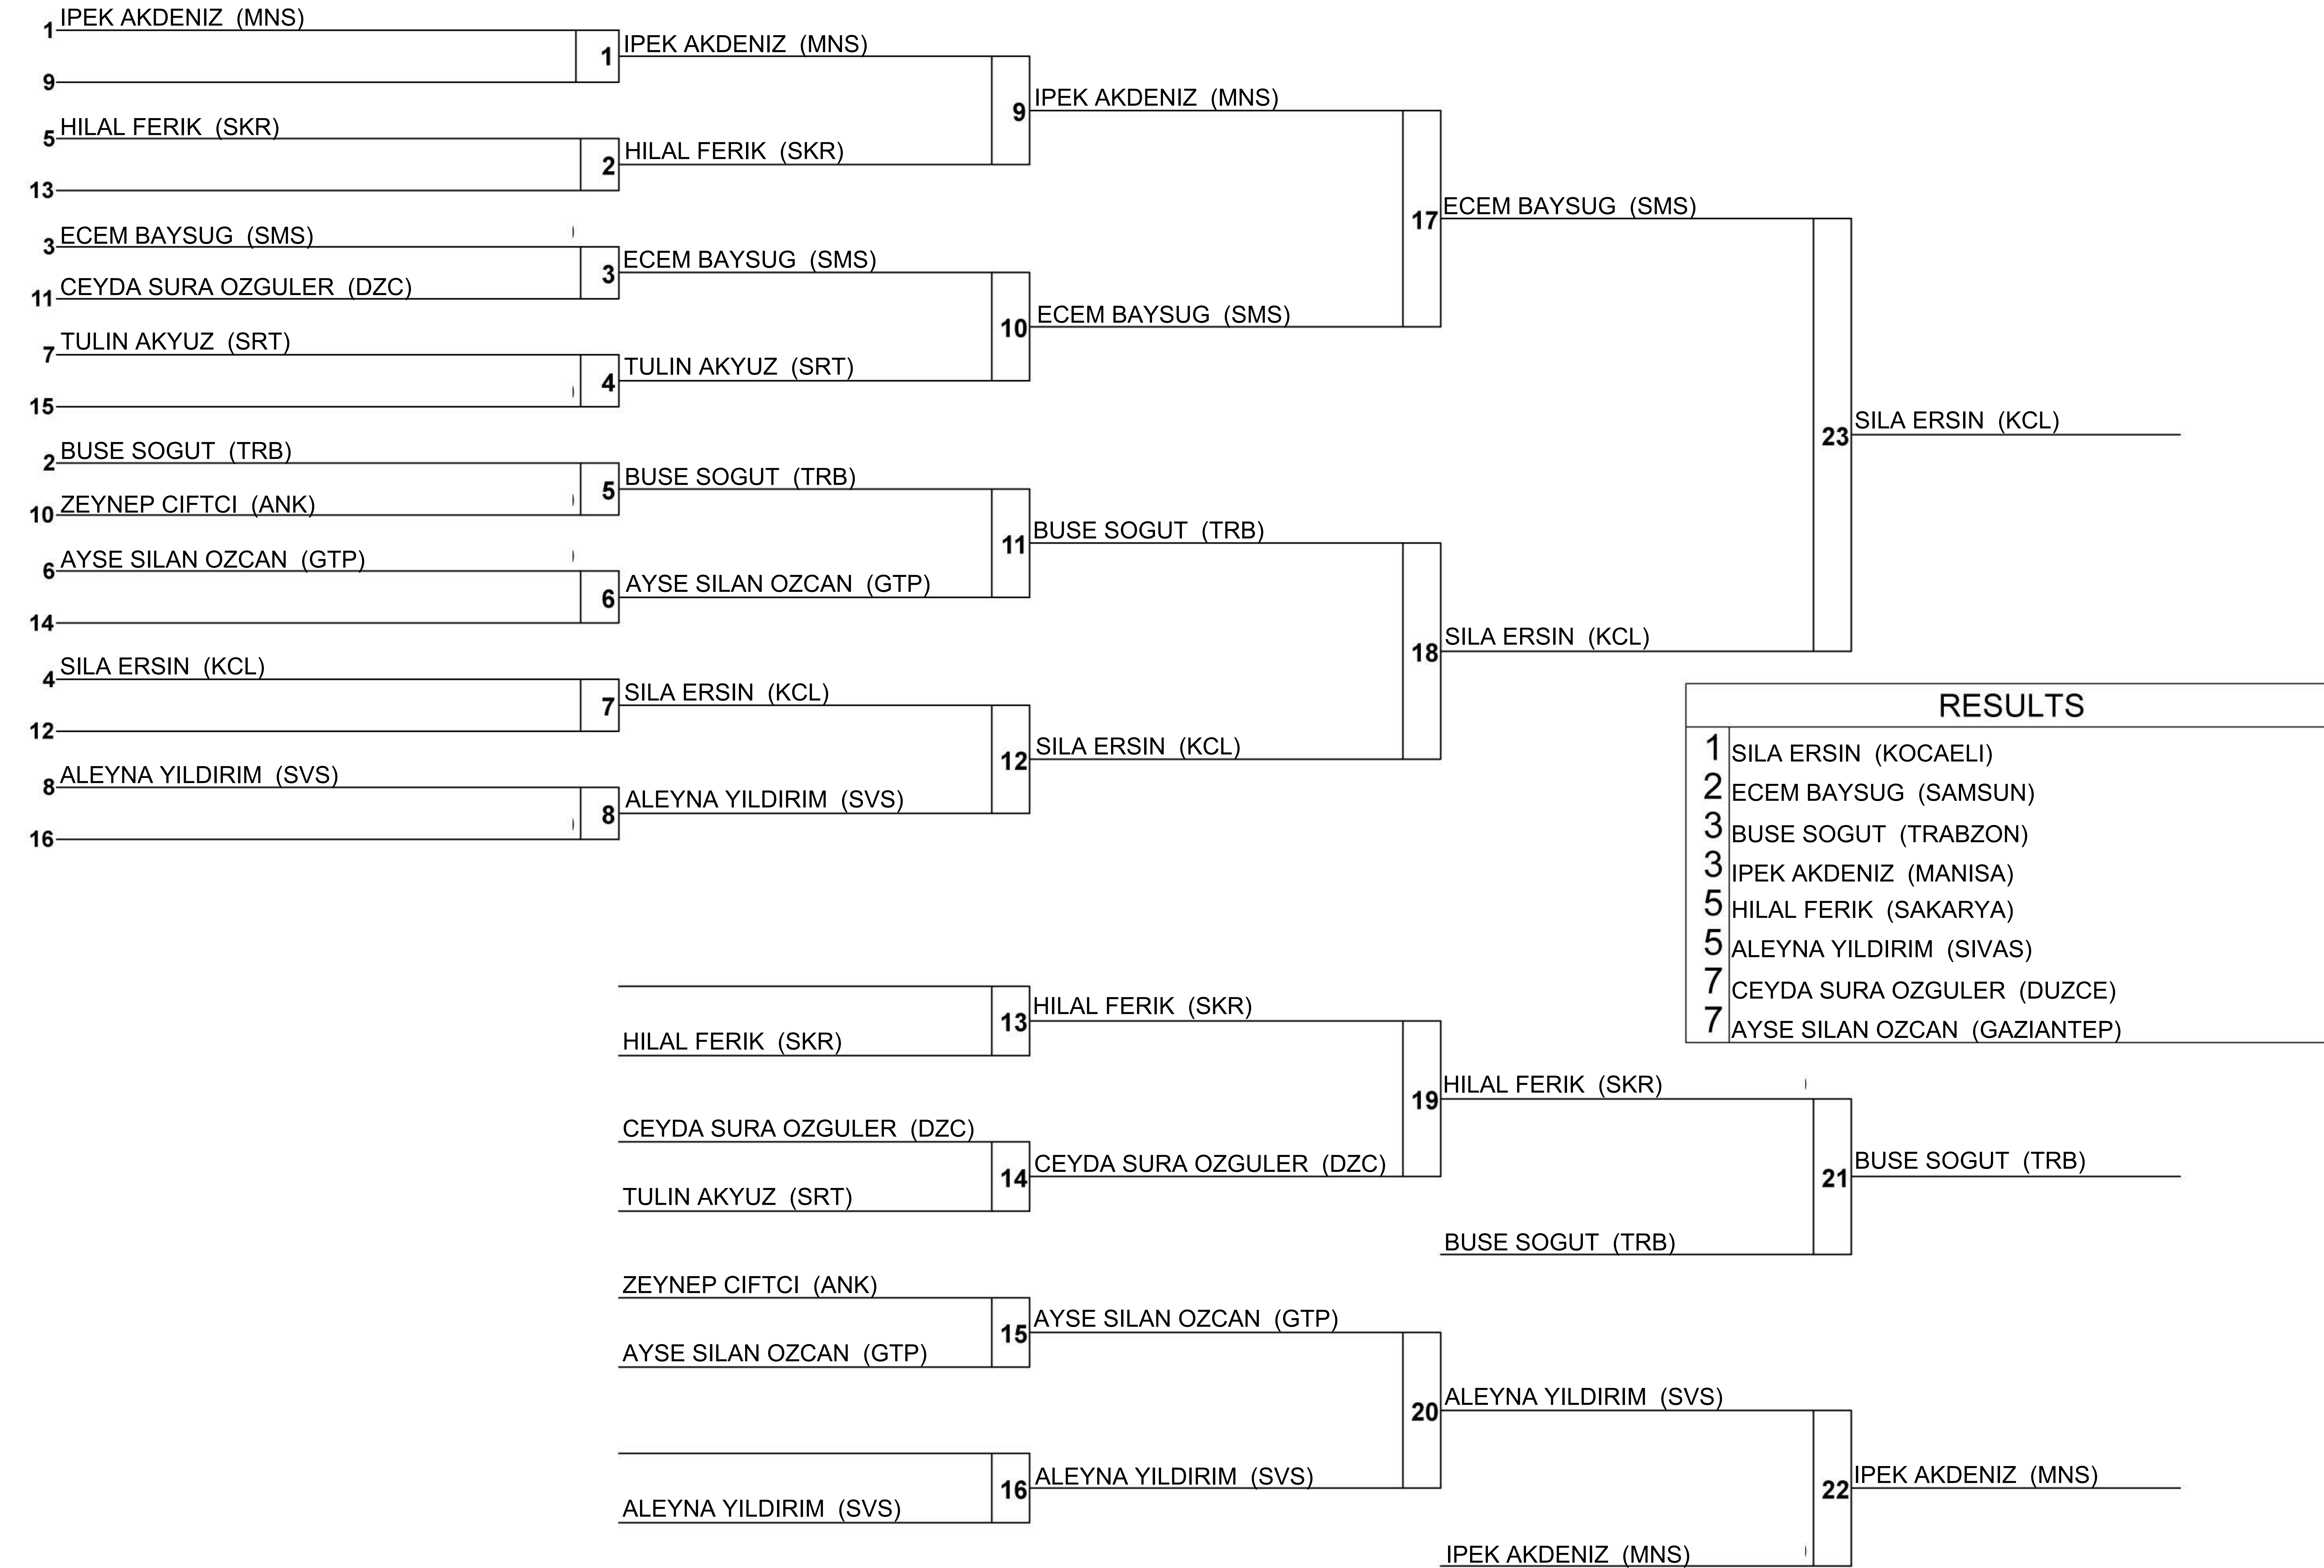 1 IPEK AKDENIZ (MNS)
9
1 IPEK AKDENIZ (MNS)
5 HILAL FERIK (SKR)
13
2 HILAL FERIK (SKR)
9 IPEK AKDENIZ (MNS)
3 ECEM BAYSUG (SMS)
11 CEYDA SURA OZGULER (DZC)
3 ECEM BAYSUG (SMS)
7 TULIN AKYUZ (SRT)
15
4 TULIN AKYUZ (SRT)
10 ECEM BAYSUG (SMS)
17 ECEM BAYSUG (SMS)
2 BUSE SOGUT (TRB)
10 ZEYNEP CIFTCI (ANK)
5 BUSE SOGUT (TRB)
6 AYSE SILAN OZCAN (GTP)
14
6 AYSE SILAN OZCAN (GTP)
11 BUSE SOGUT (TRB)
4 SILA ERSIN (KCL)
12
7 SILA ERSIN (KCL)
8 ALEYNA YILDIRIM (SVS)
16
8 ALEYNA YILDIRIM (SVS)
12 SILA ERSIN (KCL)
18 SILA ERSIN (KCL)
23 SILA ERSIN (KCL)
RESULTS
1 SILA ERSIN (KOCAELI)
2 ECEM BAYSUG (SAMSUN)
3 BUSE SOGUT (TRABZON)
3 IPEK AKDENIZ (MANISA)
5 HILAL FERIK (SAKARYA)
5 ALEYNA YILDIRIM (SIVAS)
7 CEYDA SURA OZGULER (DUZCE)
7 AYSE SILAN OZCAN (GAZIANTEP)
HILAL FERIK (SKR)
13 HILAL FERIK (SKR)
CEYDA SURA OZGULER (DZC)
TULIN AKYUZ (SRT)
14 CEYDA SURA OZGULER (DZC)
19 HILAL FERIK (SKR)
BUSE SOGUT (TRB)
21 BUSE SOGUT (TRB)
ZEYNEP CIFTCI (ANK)
AYSE SILAN OZCAN (GTP)
15 AYSE SILAN OZCAN (GTP)
ALEYNA YILDIRIM (SVS)
16 ALEYNA YILDIRIM (SVS)
20 ALEYNA YILDIRIM (SVS)
IPEK AKDENIZ (MNS)
22 IPEK AKDENIZ (MNS)